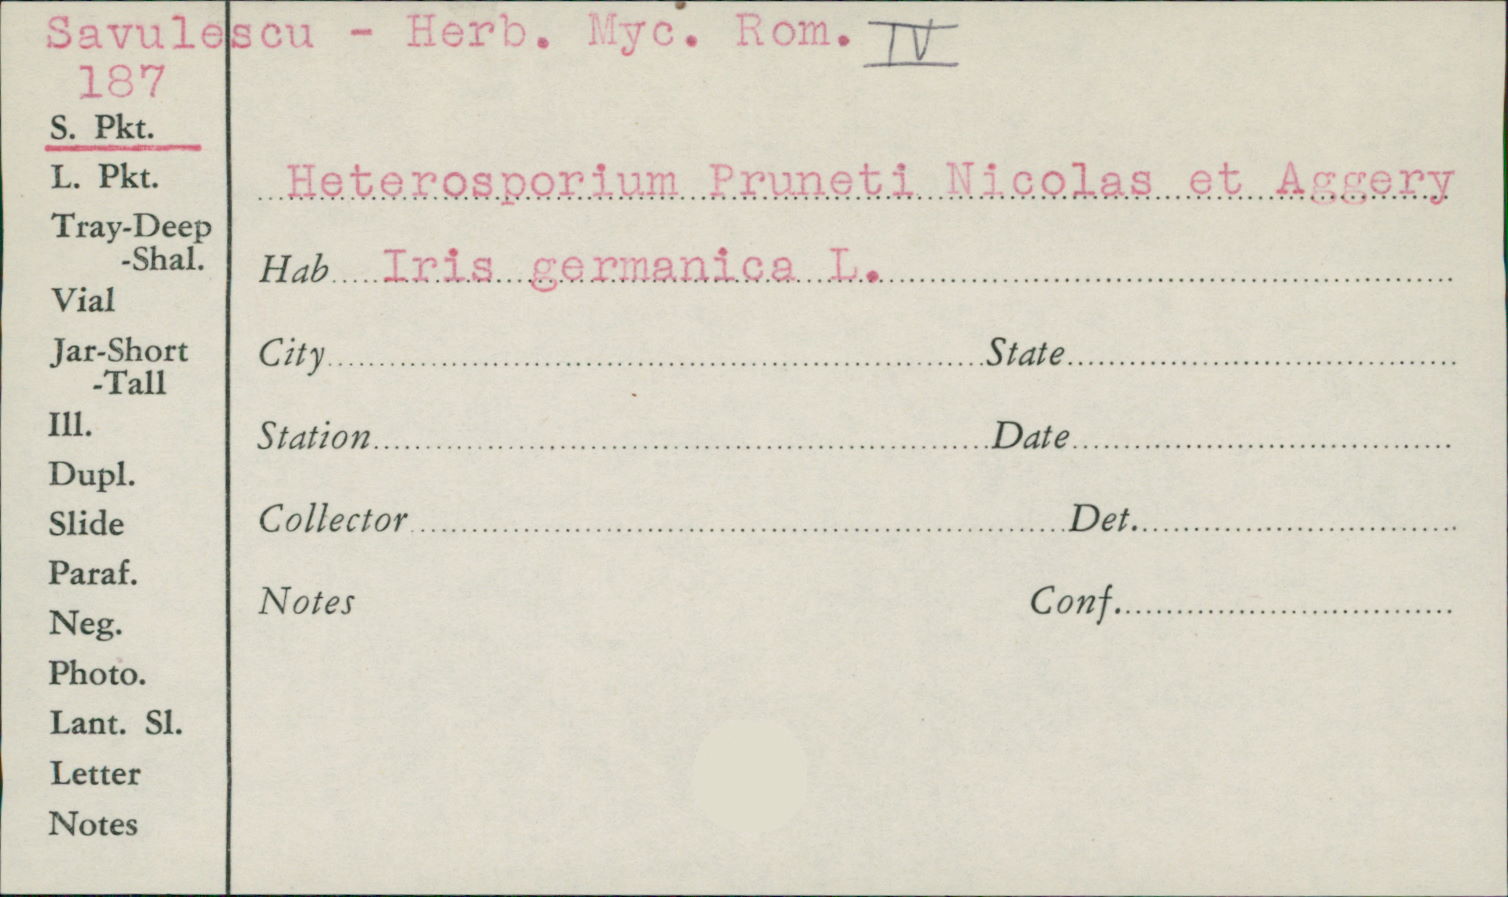 Savulescu - Herb. Myc. Rom. IV
187
S. Pkt.
L. Pkt.
Tray-Deep
-Shal.
Vial
Jar-Short
-Tall
Ill.
Dupl.
Slide
Paraf.
Neg.
Photo.
Lant. Sl.
Letter
Notes
Heterosporium Pruneti Nicolas et Aggery
Hab Iris germanica L.
City State
Station Date
Collector Det.
Notes Conf.